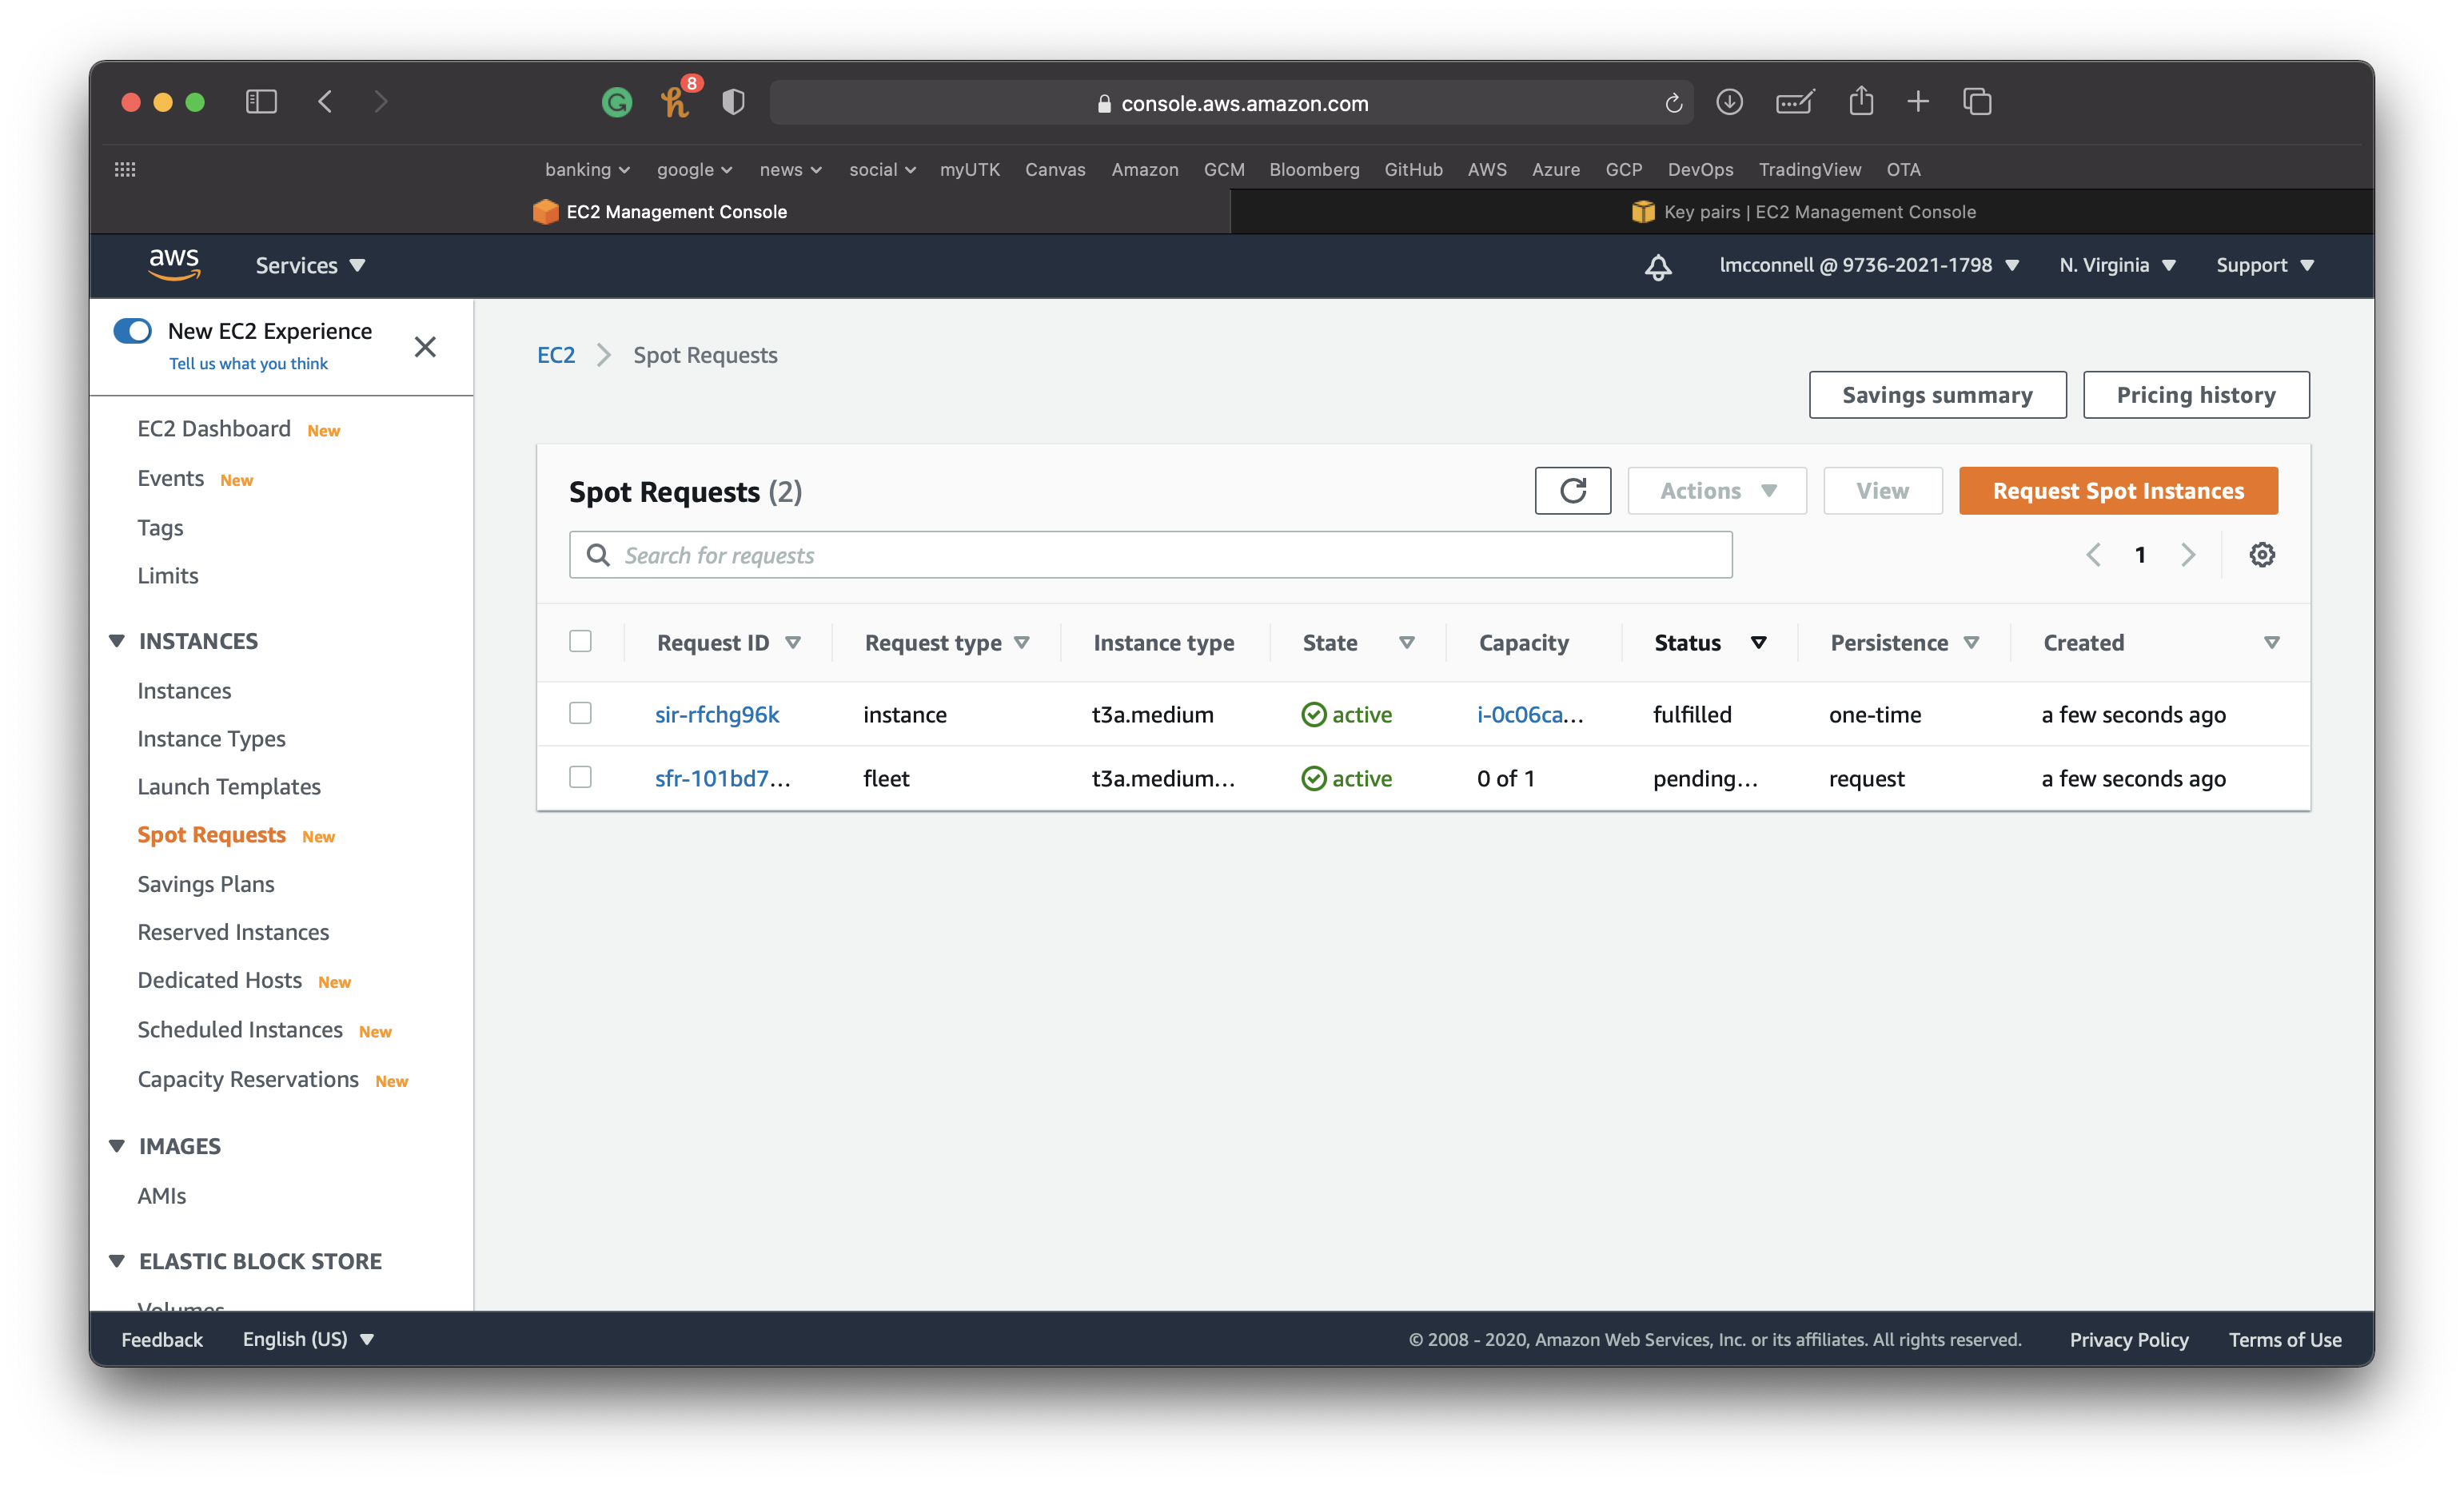 8
console.aws.amazon.com
banking google news social myUTK Canvas Amazon GCM Bloomberg GitHub AWS Azure GCP DevOps TradingView OTA
EC2 Management Console
Key pairs | EC2 Management Console
aws Services lmcconnell @ 9736-2021-1798 N. Virginia Support
New EC2 Experience
Tell us what you think
EC2 Dashboard New
Events New
Tags
Limits
INSTANCES
Instances
Instance Types
Launch Templates
Spot Requests New
Savings Plans
Reserved Instances
Dedicated Hosts New
Scheduled Instances New
Capacity Reservations New
IMAGES
AMIs
ELASTIC BLOCK STORE
Volumes
EC2 Spot Requests
Savings summary Pricing history
Spot Requests (2) Actions View Request Spot Instances
Search for requests 1
Request ID Request type Instance type State Capacity Status Persistence Created
sir-rfchg96k instance t3a.medium active i-0c06ca... fulfilled one-time a few seconds ago
sfr-101bd7... fleet t3a.medium... active 0 of 1 pending... request a few seconds ago
Feedback English (US) © 2008 - 2020, Amazon Web Services, Inc. or its affiliates. All rights reserved. Privacy Policy Terms of Use